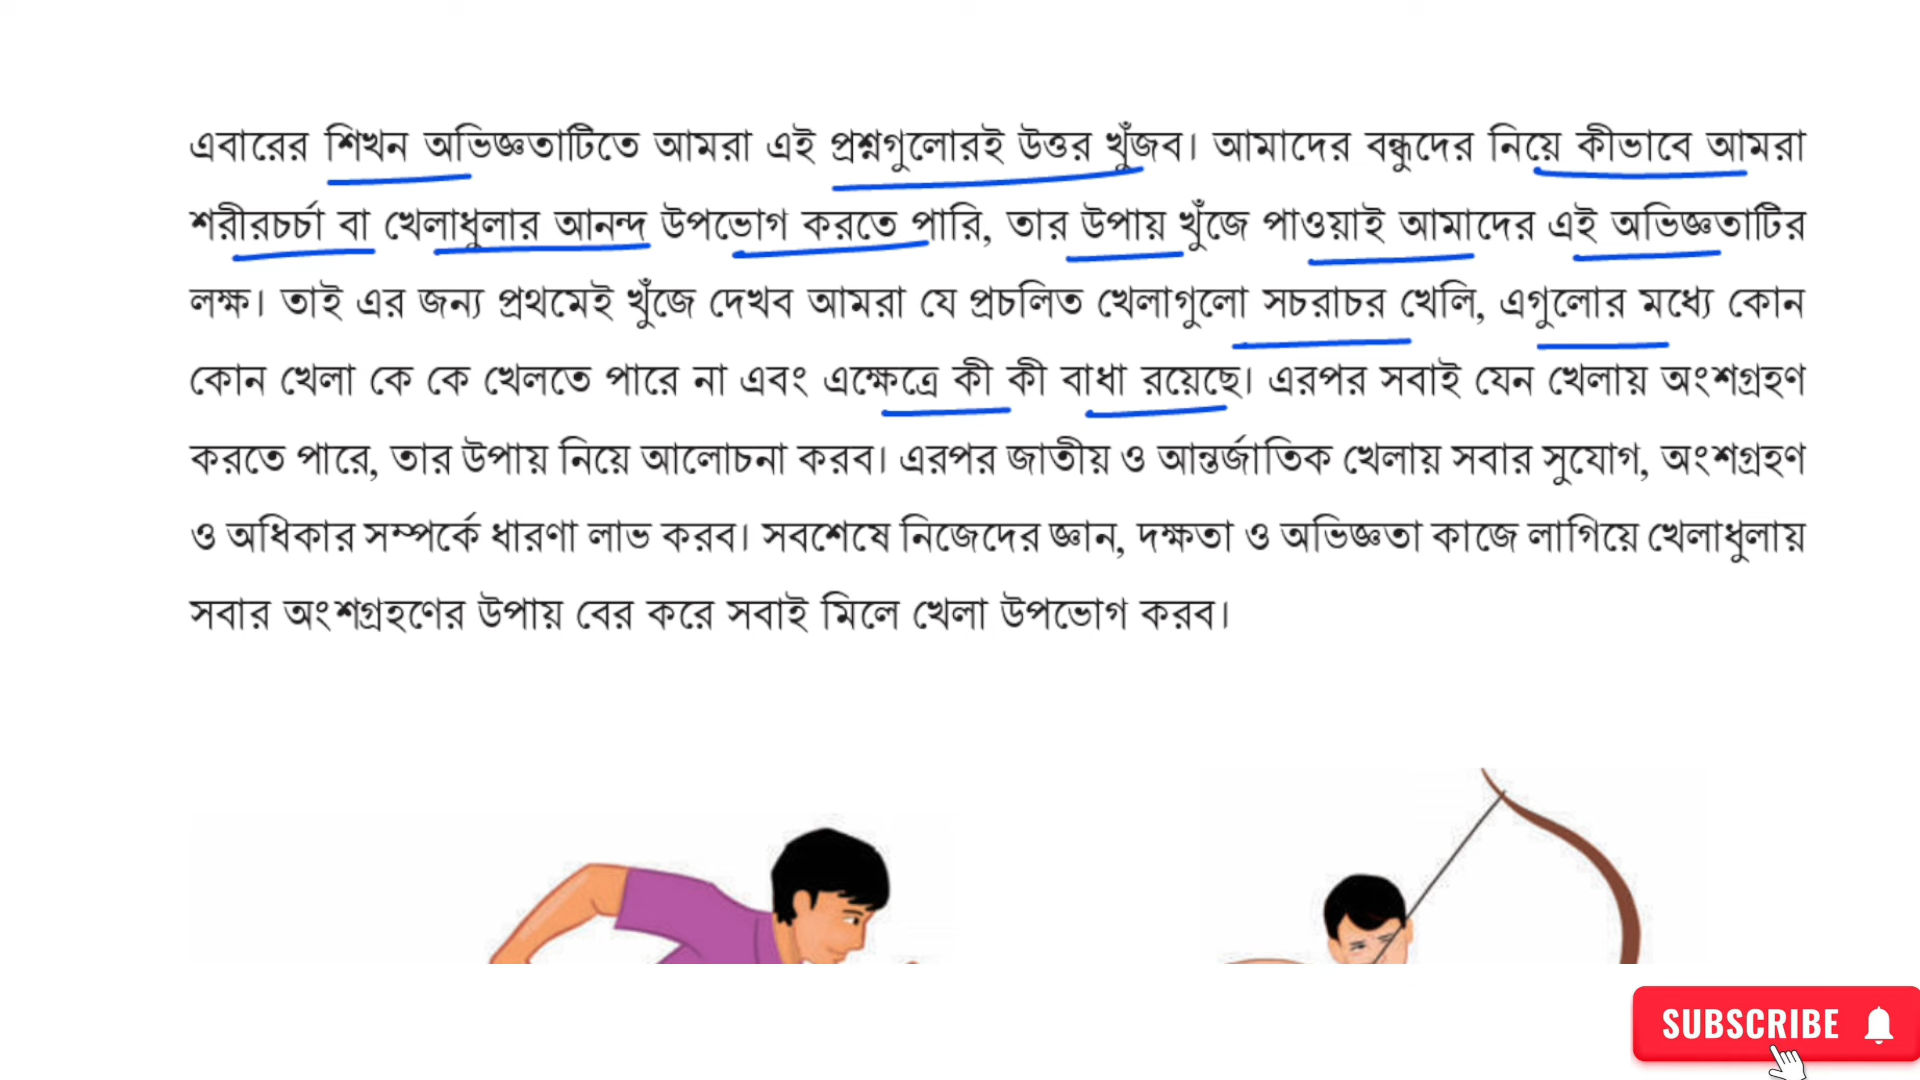 এবারের শিখন অভিজ্ঞতাটিতে আমরা এই প্রশ্নগুলোরই উত্তর খুঁজব। আমাদের বন্ধুদের নিয়ে কীভাবে আমরা
শরীরচর্চা বা খেলাধুলার আনন্দ উপভোগ করতে পারি, তার উপায় খুঁজে পাওয়াই আমাদের এই অভিজ্ঞতাটির
লক্ষ। তাই এর জন্য প্রথমেই খুঁজে দেখব আমরা যে প্রচলিত খেলাগুলো সচরাচর খেলি, এগুলোর মধ্যে কোন
কোন খেলা কে কে খেলতে পারে না এবং এক্ষেত্রে কী কী বাধা রয়েছে। এরপর সবাই যেন খেলায় অংশগ্রহণ
করতে পারে, তার উপায় নিয়ে আলোচনা করব। এরপর জাতীয় ও আন্তর্জাতিক খেলায় সবার সুযোগ, অংশগ্রহণ
ও অধিকার সম্পর্কে ধারণা লাভ করব। সবশেষে নিজেদের জ্ঞান, দক্ষতা ও অভিজ্ঞতা কাজে লাগিয়ে খেলাধুলায়
সবার অংশগ্রহণের উপায় বের করে সবাই মিলে খেলা উপভোগ করব।
SUBSCRIBE